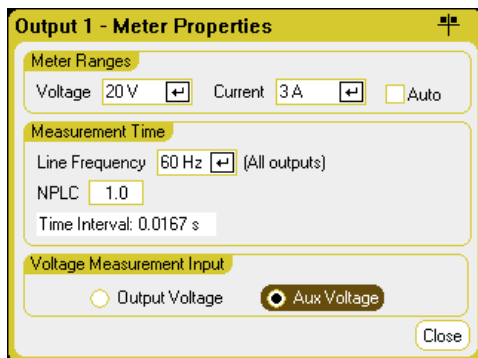 Output 1 - Meter Properties
Meter Ranges
Voltage 20 V Current 3 A Auto
Measurement Time
Line Frequency 60 Hz (All outputs)
NPLC 1.0
Time Interval: 0.0167 s
Voltage Measurement Input
Output Voltage Aux Voltage
Close